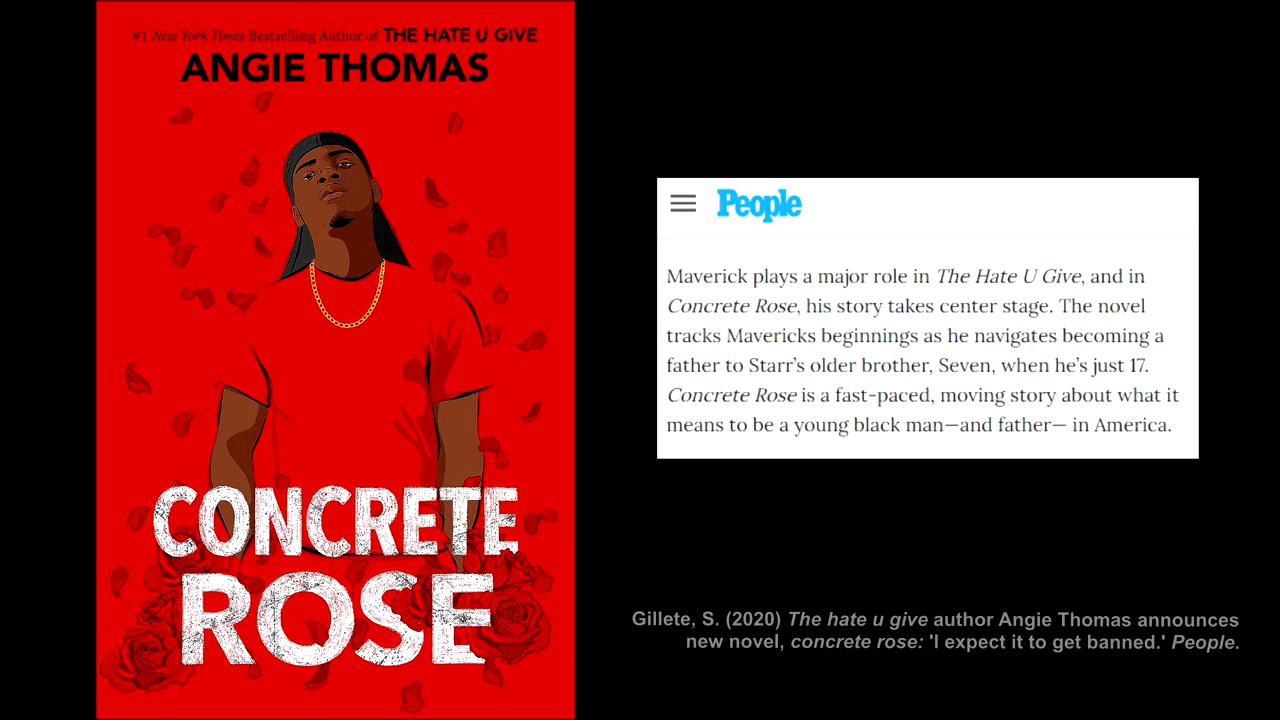 #1 New York Times Bestselling Author of THE HATE U GIVE
ANGIE THOMAS
CONCRETE
ROSE
People
Maverick plays a major role in The Hate U Give, and in
Concrete Rose, his story takes center stage. The novel
tracks Mavericks beginnings as he navigates becoming a
father to Starr's older brother, Seven, when he's just 17.
Concrete Rose is a fast-paced, moving story about what it
means to be a young black man—and father— in America.
Gillete, S. (2020) The hate u give author Angie Thomas announces
new novel, concrete rose: 'I expect it to get banned.' People.